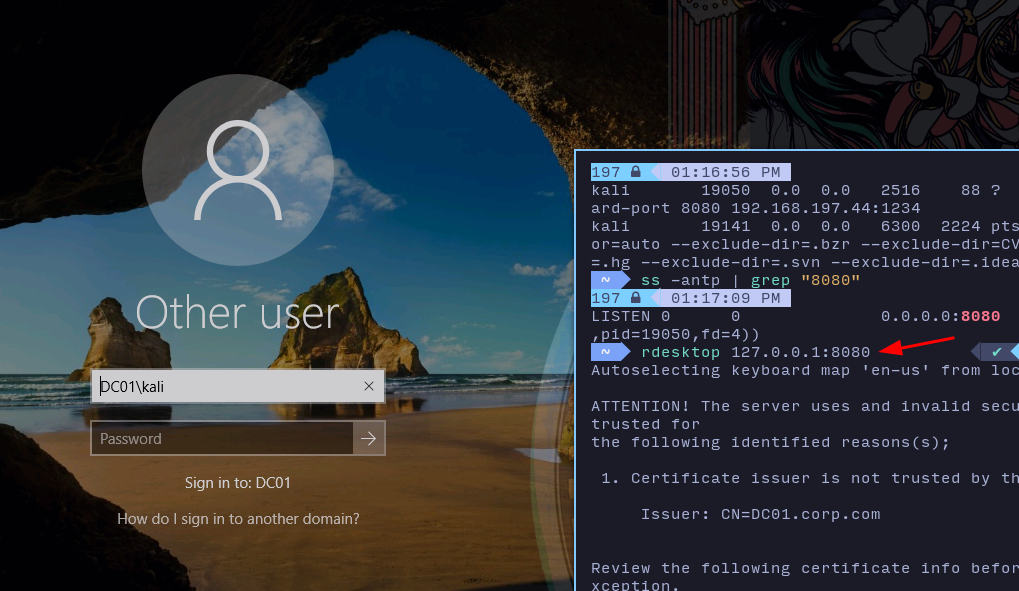 Other user
DC01\kali
Password
Sign in to: DC01
How do I sign in to another domain?
197 01:16:56 PM
kali 19050 0.0 0.0 2516 88 ?
ard-port 8080 192.168.197.44:1234
kali 19141 0.0 0.0 6300 2224 pts
or=auto --exclude-dir=.bzr --exclude-dir=CV
=.hg --exclude-dir=.svn --exclude-dir=.idea
~ ss -antp | grep "8080"
197 01:17:09 PM
LISTEN 0 0 0.0.0.0:8080
,pid=19050,fd=4))
~ rdesktop 127.0.0.1:8080 ✔
Autoselecting keyboard map 'en-us' from loc
ATTENTION! The server uses and invalid secu
trusted for
the following identified reasons(s);
1. Certificate issuer is not trusted by th
Issuer: CN=DC01.corp.com
Review the following certificate info befor
xception.